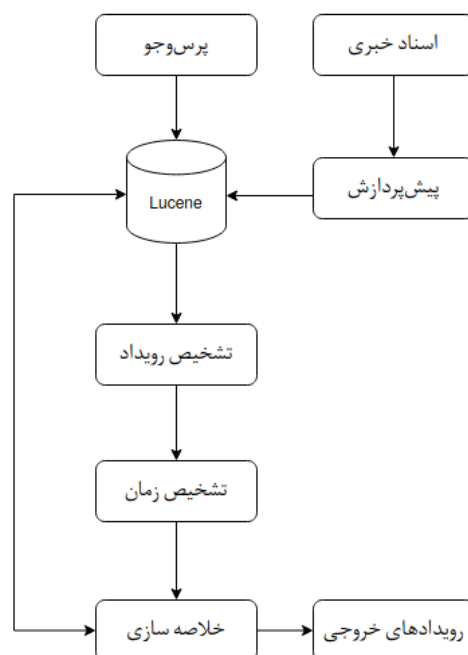 اسناد خبری
پرس‌وجو
پیش‌پردازش
Lucene
تشخیص رویداد
تشخیص زمان
خلاصه سازی
رویدادهای خروجی